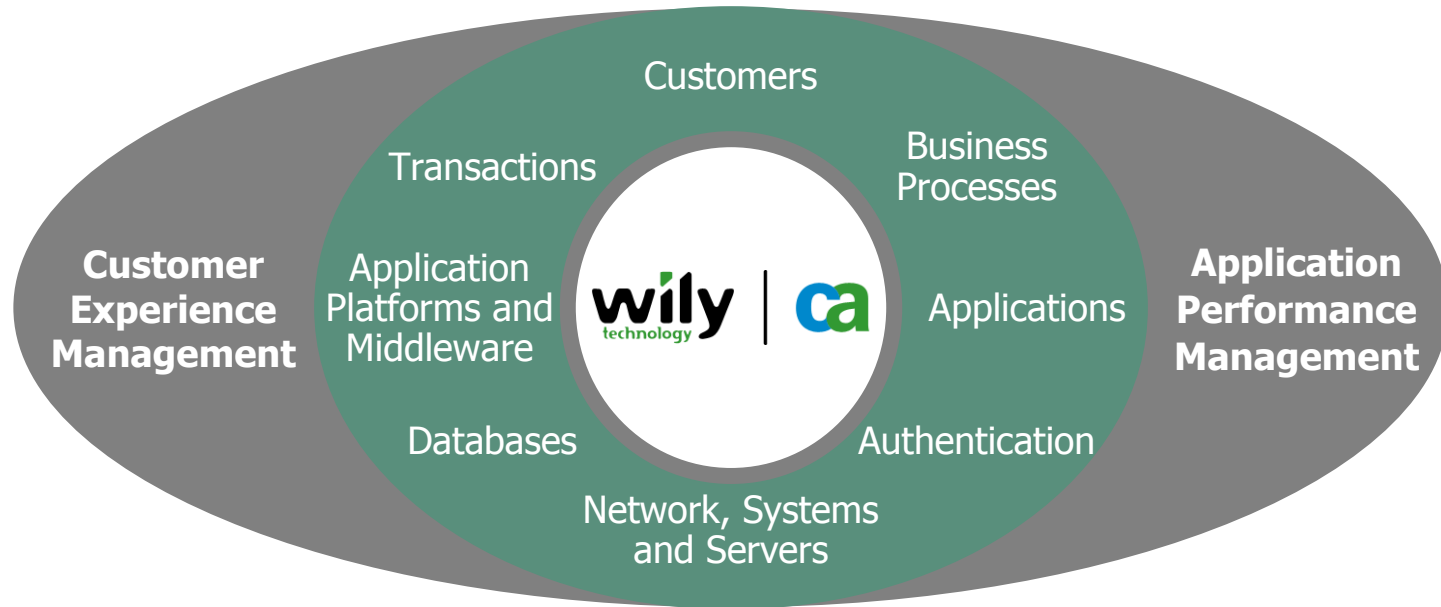 Customers
Transactions
Business
Processes
Customer
Experience
Management
Application
Platforms and
Middleware
wily
technology
ca
Applications
Application
Performance
Management
Databases
Authentication
Network, Systems
and Servers